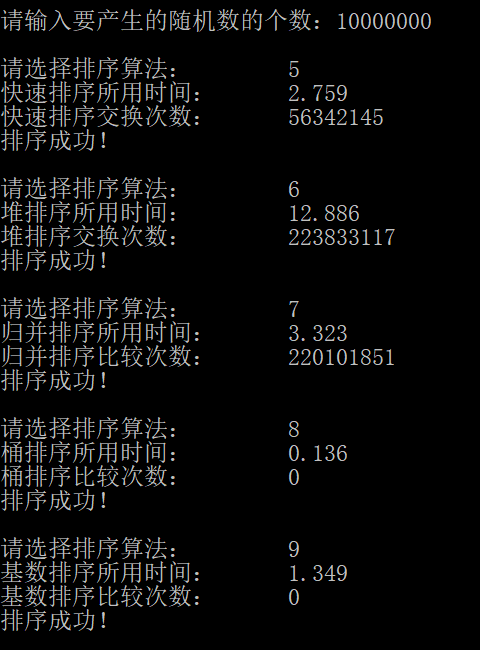 请输入要产生的随机数的个数：10000000
请选择排序算法： 5
快速排序所用时间： 2.759
快速排序交换次数： 56342145
排序成功！
请选择排序算法： 6
堆排序所用时间： 12.886
堆排序交换次数： 223833117
排序成功！
请选择排序算法： 7
归并排序所用时间： 3.323
归并排序比较次数： 220101851
排序成功！
请选择排序算法： 8
桶排序所用时间： 0.136
桶排序比较次数： 0
排序成功！
请选择排序算法： 9
基数排序所用时间： 1.349
基数排序比较次数： 0
排序成功！